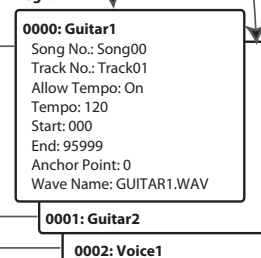 0000: Guitar1
Song No.: Song00
Track No.: Track01
Allow Tempo: On
Tempo: 120
Start: 000
End: 95999
Anchor Point: 0
Wave Name: GUITAR1.WAV
0001: Guitar2
0002: Voice1